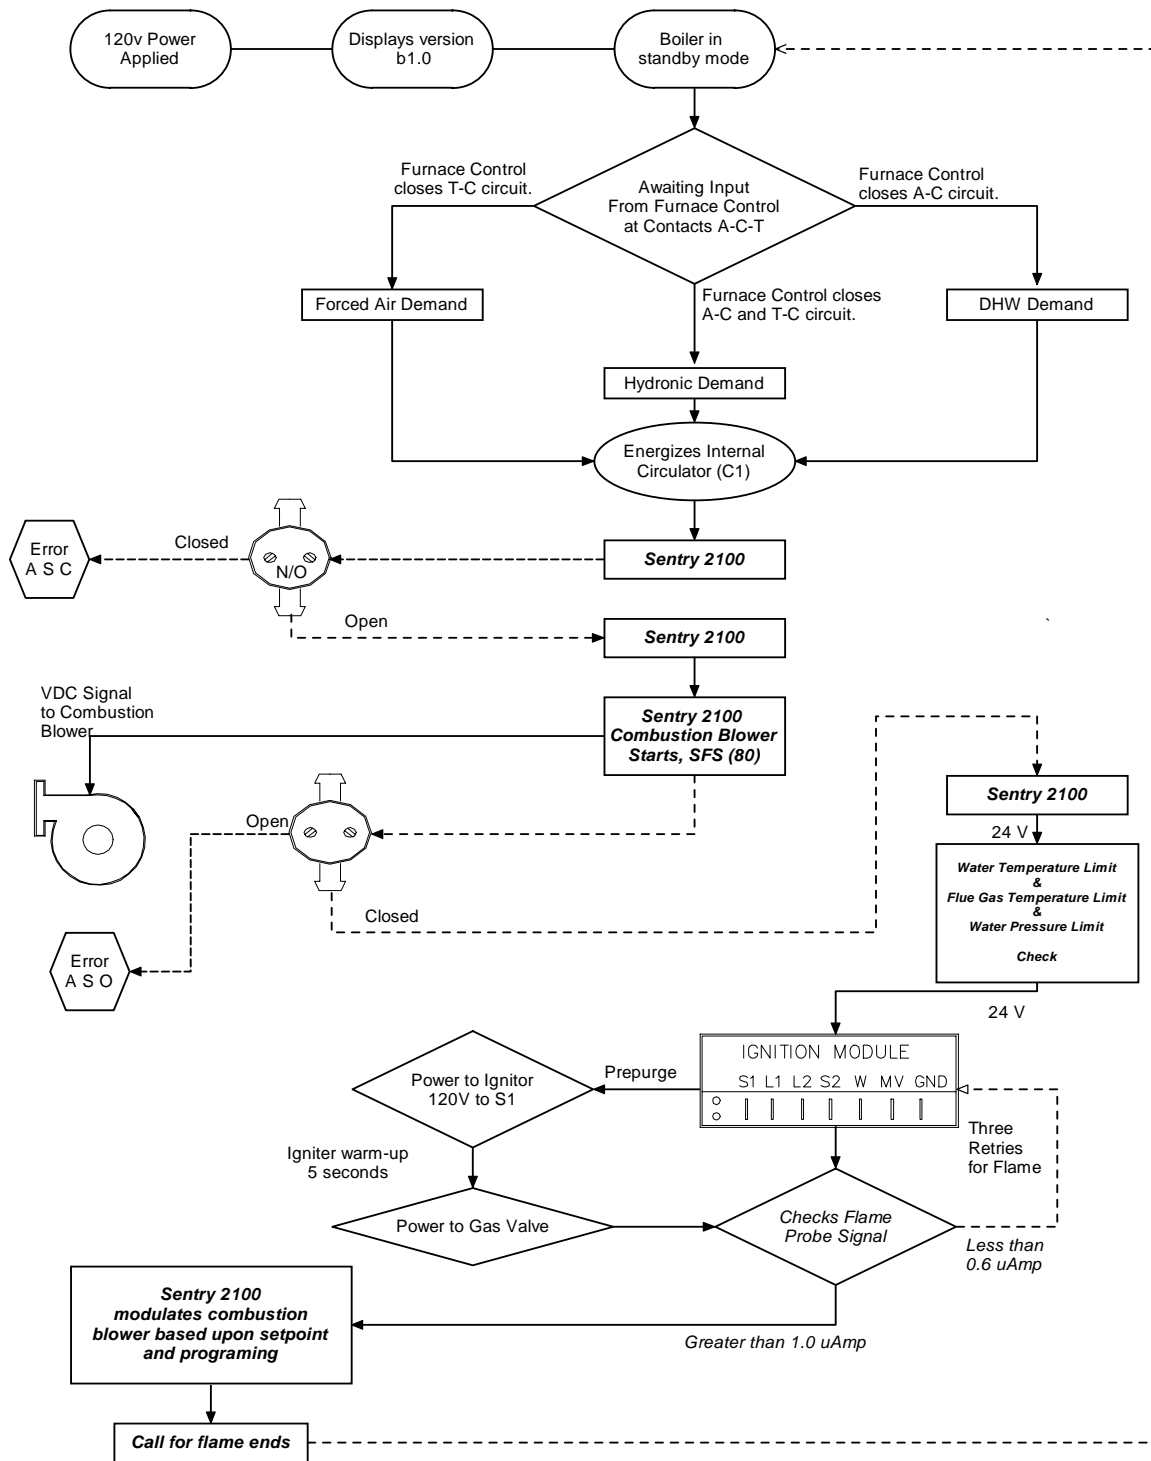 120v Power
Applied
Displays version
b1.0
Boiler in
standby mode
Furnace Control
closes T-C circuit.
Awaiting Input
From Furnace Control
at Contacts A-C-T
Furnace Control
closes A-C circuit.
Forced Air Demand
Furnace Control closes
A-C and T-C circuit.
DHW Demand
Hydronic Demand
Energizes Internal
Circulator (C1)
Error
A S C
Closed
N/O
Sentry 2100
Open
Sentry 2100
VDC Signal
to Combustion
Blower
Sentry 2100
Combustion Blower
Starts, SFS (80)
Sentry 2100
Open
24 V
Water Temperature Limit
&
Flue Gas Temperature Limit
&
Water Pressure Limit
Check
Closed
Error
A S O
24 V
IGNITION MODULE
S1 L1 L2 S2 W MV GND
Prepurge
Power to Ignitor
120V to S1
Three
Retries
for Flame
Igniter warm-up
5 seconds
Power to Gas Valve
Checks Flame
Probe Signal
Less than
0.6 uAmp
Sentry 2100
modulates combustion
blower based upon setpoint
and programing
Greater than 1.0 uAmp
Call for flame ends